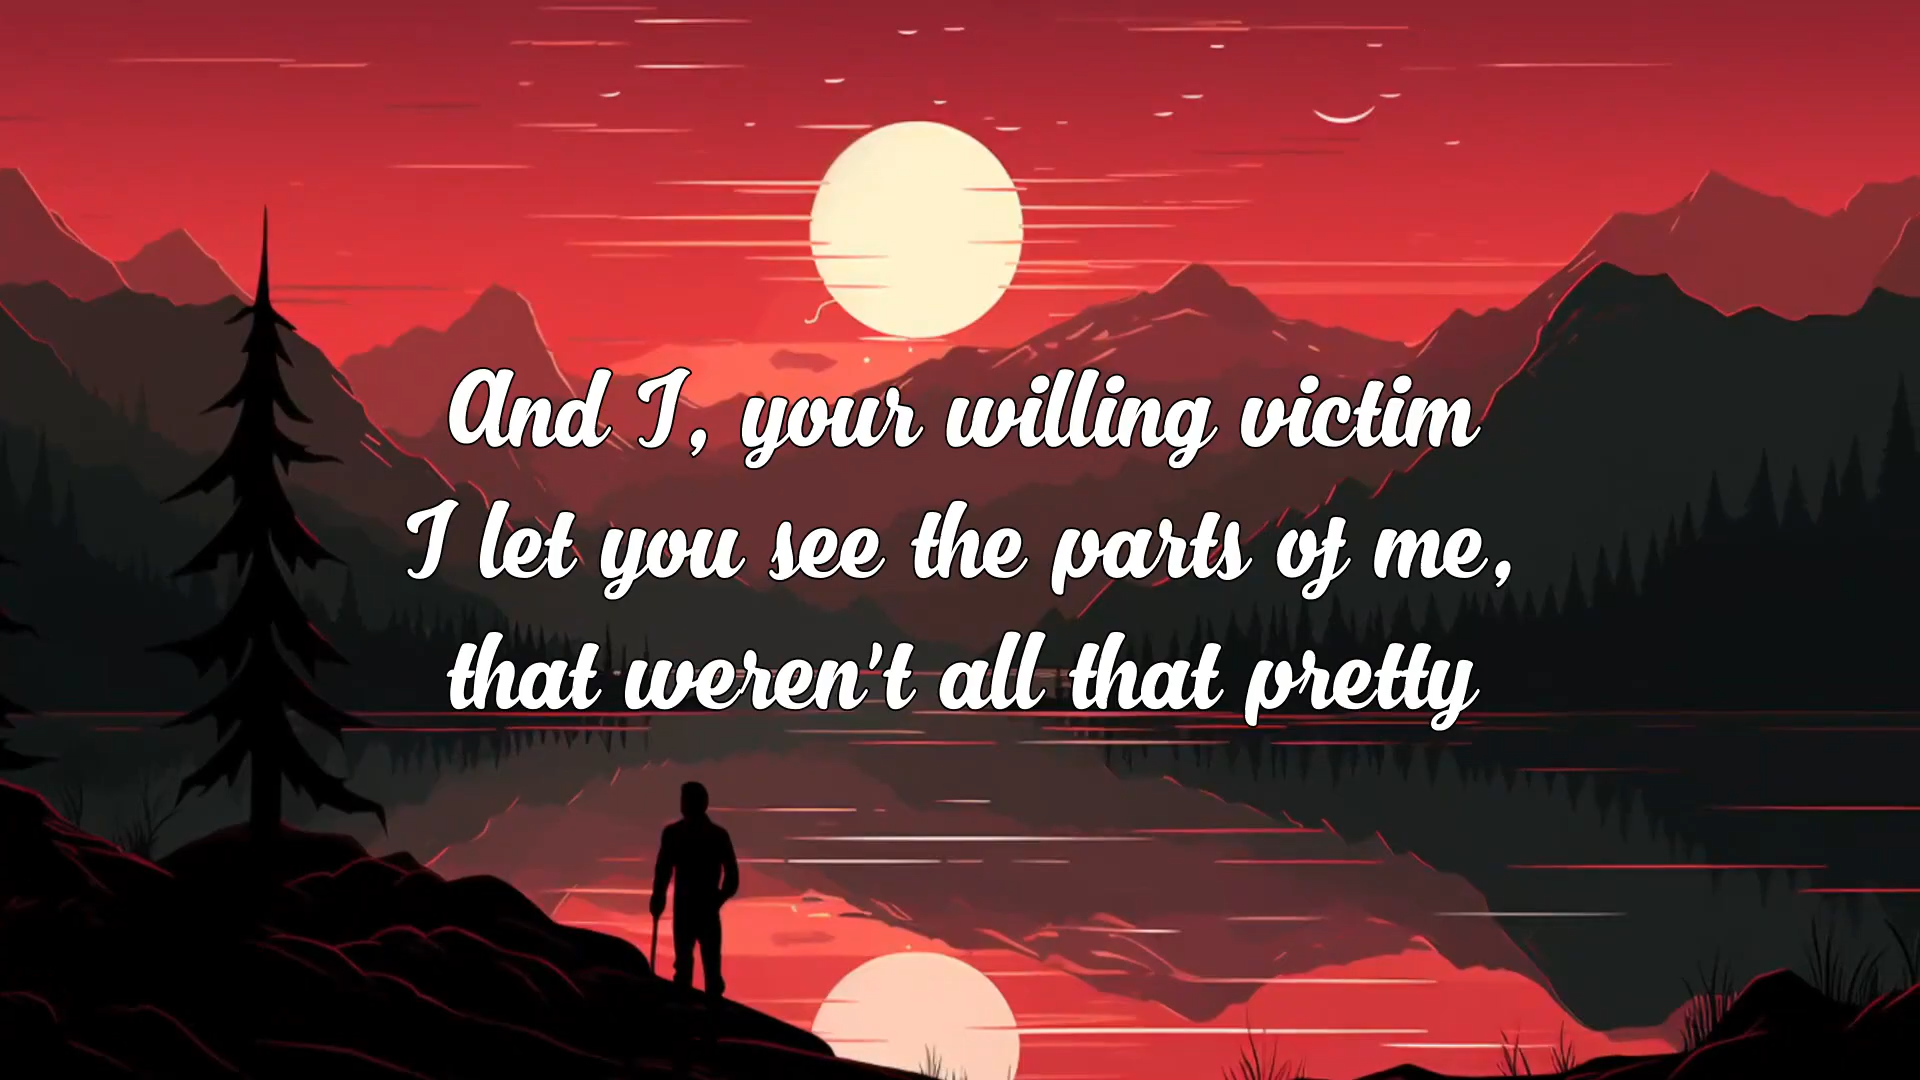 And I, your willing victim
I let you see the parts of me,
that weren't all that pretty